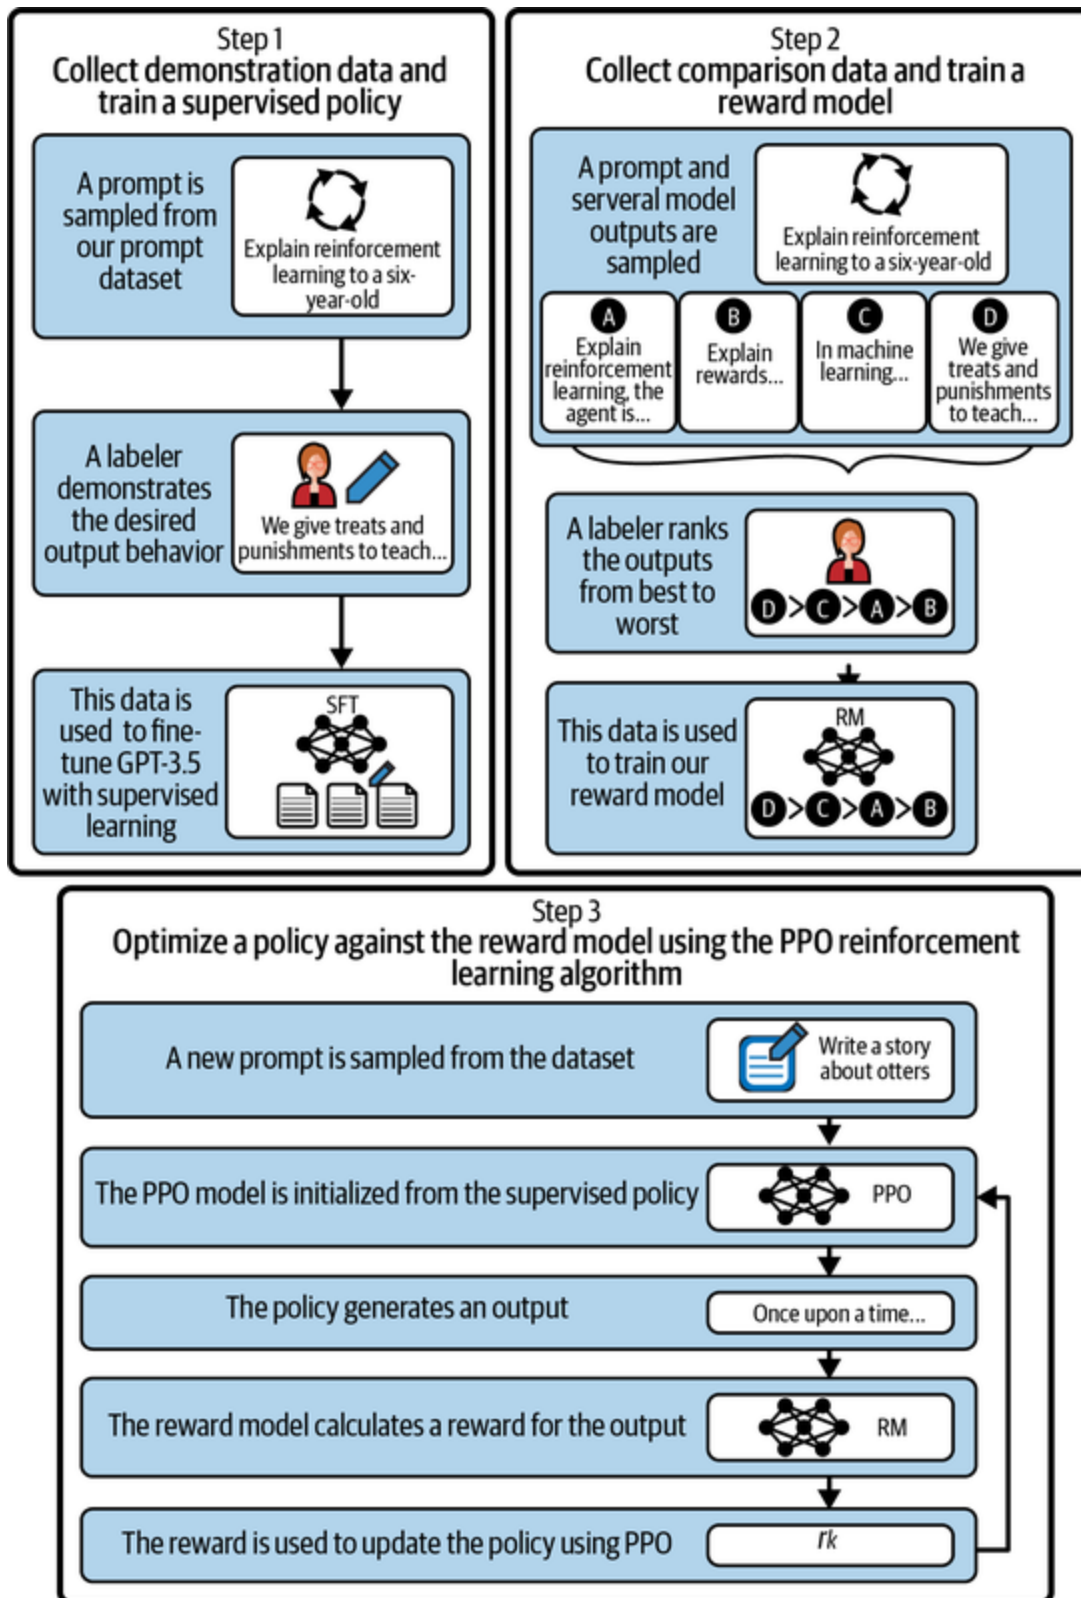 Step 1
Collect demonstration data and
train a supervised policy
A prompt is
sampled from
our prompt
dataset
Explain reinforcement
learning to a six-
year-old
A labeler
demonstrates
the desired
output behavior
We give treats and
punishments to teach...
This data is
used to fine-
tune GPT-3.5
with supervised
learning
SFT
Step 2
Collect comparison data and train a
reward model
A prompt and
serveral model
outputs are
sampled
Explain reinforcement
learning to a six-year-old
A
Explain
reinforcement
learning, the
agent is...
B
Explain
rewards...
C
In machine
learning...
D
We give
treats and
punishments
to teach...
A labeler ranks
the outputs
from best to
worst
D > C > A > B
This data is used
to train our
reward model
RM
D > C > A > B
Step 3
Optimize a policy against the reward model using the PPO reinforcement
learning algorithm
A new prompt is sampled from the dataset
Write a story
about otters
The PPO model is initialized from the supervised policy
PPO
The policy generates an output
Once upon a time...
The reward model calculates a reward for the output
RM
The reward is used to update the policy using PPO
rk